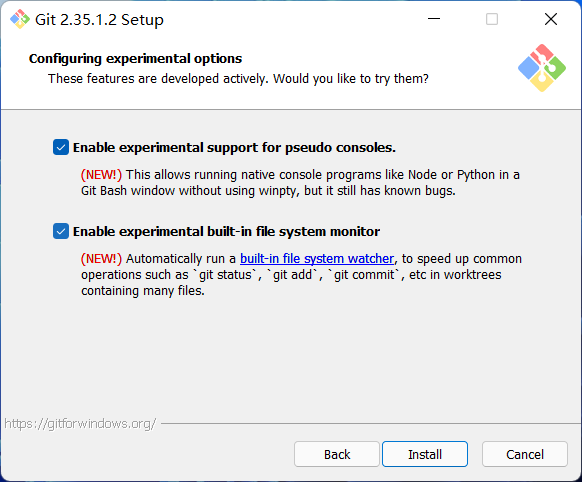 Git 2.35.1.2 Setup
Configuring experimental options
These features are developed actively. Would you like to try them?
Enable experimental support for pseudo consoles.
(NEW!) This allows running native console programs like Node or Python in a
Git Bash window without using winpty, but it still has known bugs.
Enable experimental built-in file system monitor
(NEW!) Automatically run a built-in file system watcher, to speed up common
operations such as `git status`, `git add`, `git commit`, etc in worktrees
containing many files.
https://gitforwindows.org/
Back Install Cancel